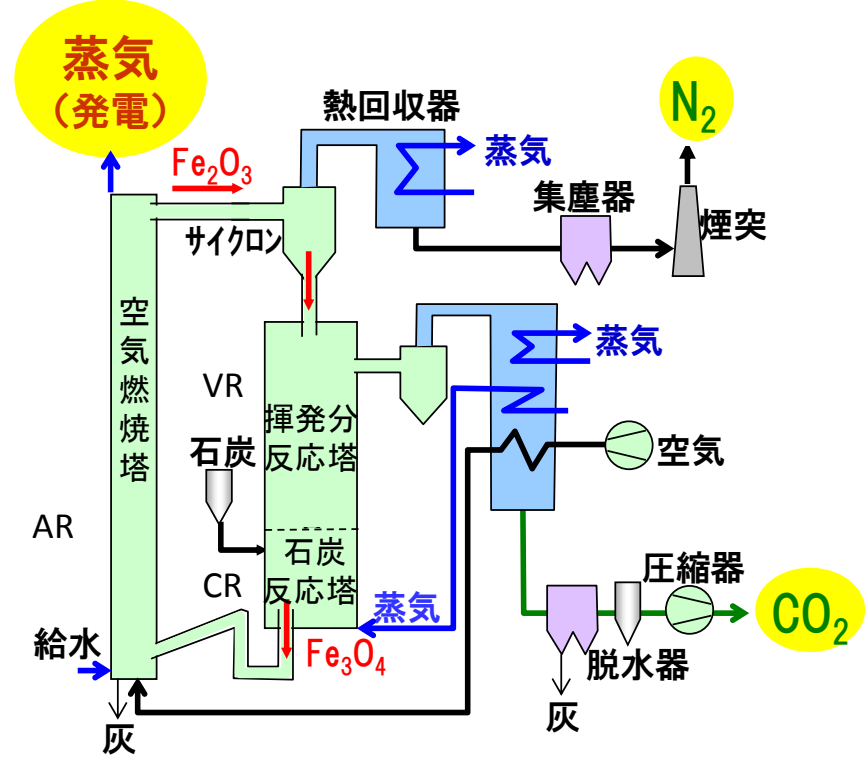 蒸気
（発電）
熱回収器
N₂
Fe₂O₃
蒸気
集塵器
煙突
サイクロン
空気燃焼塔
VR
揮発分
反応塔
蒸気
石炭
空気
AR
石炭
反応塔
CR
蒸気
圧縮器
CO₂
給水
Fe₃O₄
脱水器
灰
灰